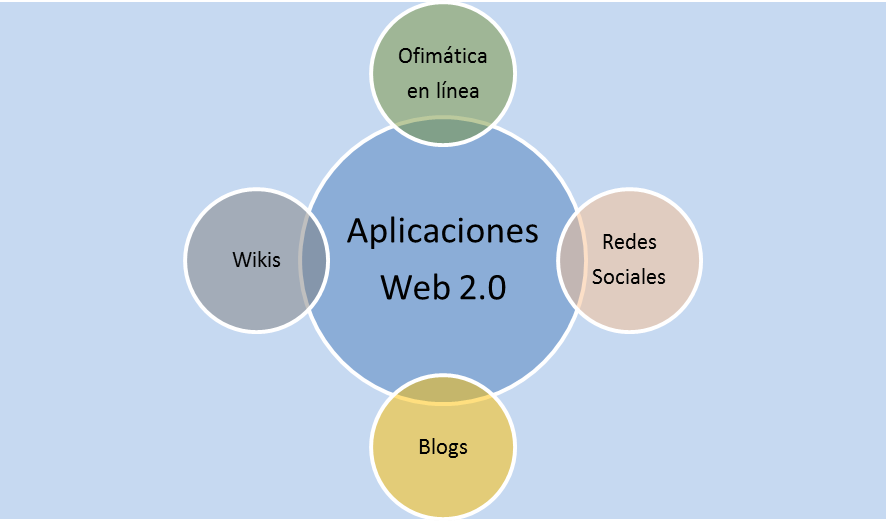 Ofimática
en línea
Aplicaciones
Web 2.0
Wikis
Redes
Sociales
Blogs